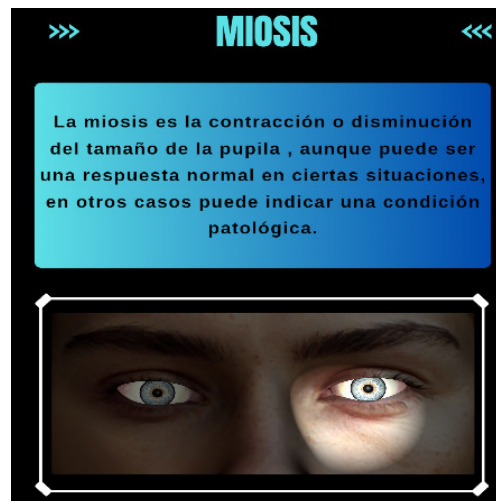 >>> MIOSIS <<<
La miosis es la contracción o disminución
del tamaño de la pupila , aunque puede ser
una respuesta normal en ciertas situaciones,
en otros casos puede indicar una condición
patológica.